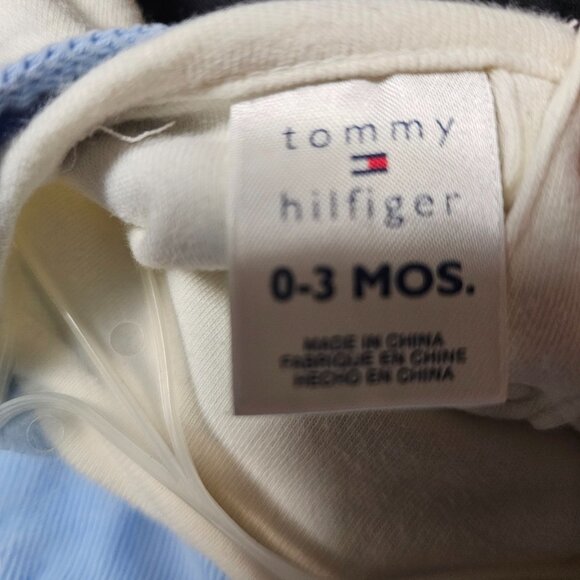 tommy
hilfiger
0-3 MOS.
MADE IN CHINA
FABRIQUE EN CHINE
HECHO EN CHINA